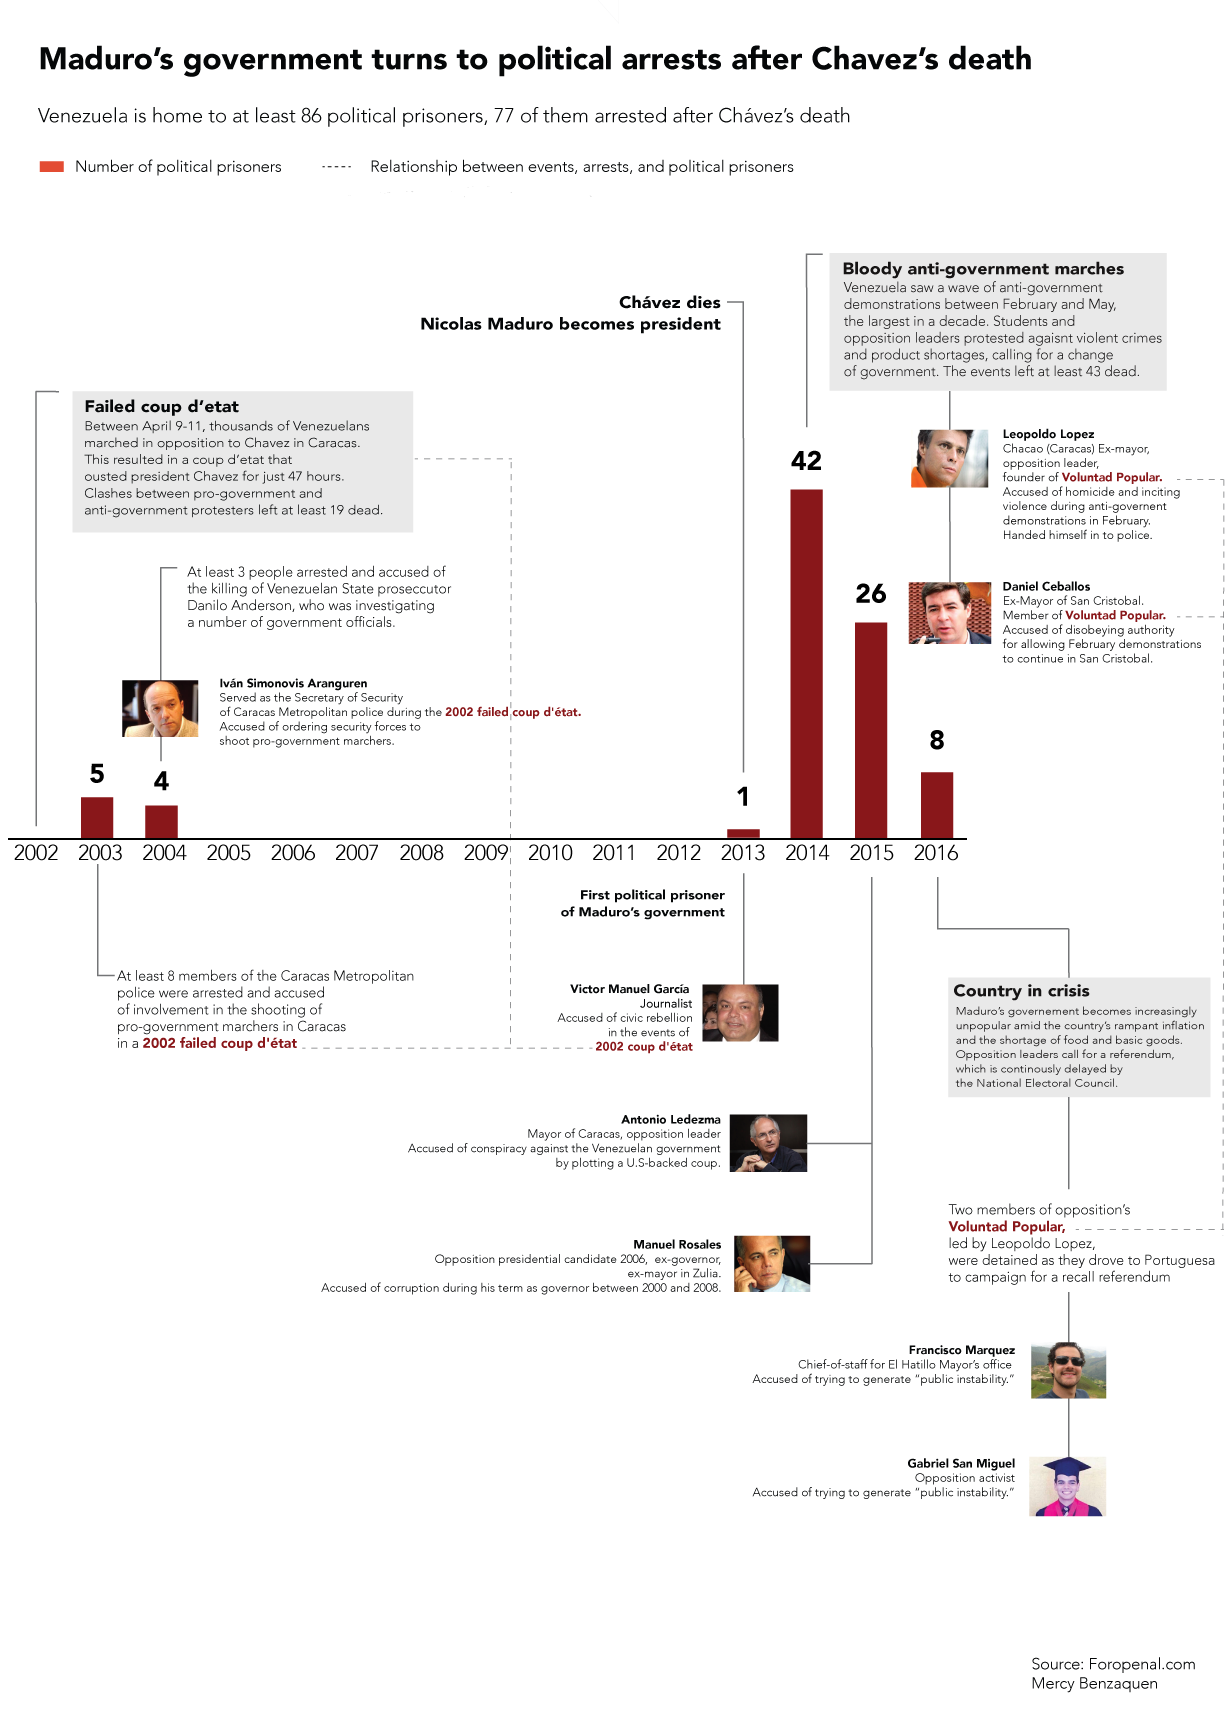 Maduro’s government turns to political arrests after Chavez’s death
Venezuela is home to at least 86 political prisoners, 77 of them arrested after Chávez’s death
Number of political prisoners
Relationship between events, arrests, and political prisoners
Bloody anti-government marches
Venezuela saw a wave of anti-government
demonstrations between February and May,
the largest in a decade. Students and
opposition leaders protested agaisnt violent crimes
and product shortages, calling for a change
of government. The events left at least 43 dead.
Chávez dies
Nicolas Maduro becomes president
Failed coup d’etat
Between April 9-11, thousands of Venezuelans
marched in opposition to Chavez in Caracas.
This resulted in a coup d’etat that
ousted president Chavez for just 47 hours.
Clashes between pro-government and
anti-government protesters left at least 19 dead.
Leopoldo Lopez
Chacao (Caracas) Ex-mayor,
opposition leader,
founder of Voluntad Popular.
Accused of homicide and inciting
violence during anti-governent
demonstrations in February.
Handed himself in to police.
At least 3 people arrested and accused of
the killing of Venezuelan State proseccutor
Danilo Anderson, who was investigating
a number of government officials.
Daniel Ceballos
Ex-Mayor of San Cristobal.
Member of Voluntad Popular.
Accused of disobeying authority
for allowing February demonstrations
to continue in San Cristobal.
Iván Simonovis Aranguren
Served as the Secretary of Security
of Caracas Metropolitan police during the 2002 failed coup d'état.
Accused of ordering security forces to
shoot pro-government marchers.
5
4
1
42
26
8
2002 2003 2004 2005 2006 2007 2008 2009 2010 2011 2012 2013 2014 2015 2016
First political prisoner
of Maduro’s government
At least 8 members of the Caracas Metropolitan
police were arrested and accused
of involvement in the shooting of
pro-government marchers in Caracas
in a 2002 failed coup d'état
Victor Manuel García
Journalist
Accused of civic rebellion
in the events of
2002 coup d'état
Country in crisis
Maduro’s governement becomes increasingly
unpopular amid the country’s rampant inflation
and the shortage of food and basic goods.
Opposition leaders call for a referendum,
which is continously delayed by
the National Electoral Council.
Antonio Ledezma
Mayor of Caracas, opposition leader
Accused of conspiracy against the Venezuelan government
by plotting a U.S-backed coup.
Manuel Rosales
Opposition presidential candidate 2006, ex-governor,
ex-mayor in Zulia.
Accused of corruption during his term as governor between 2000 and 2008.
Two members of opposition’s
Voluntad Popular,
led by Leopoldo Lopez,
were detained as they drove to Portuguesa
to campaign for a recall referendum
Francisco Marquez
Chief-of-staff for El Hatillo Mayor’s office
Accused of trying to generate “public instability.”
Gabriel San Miguel
Opposition activist
Accused of trying to generate “public instability.”
Source: Foropenal.com
Mercy Benzaquen